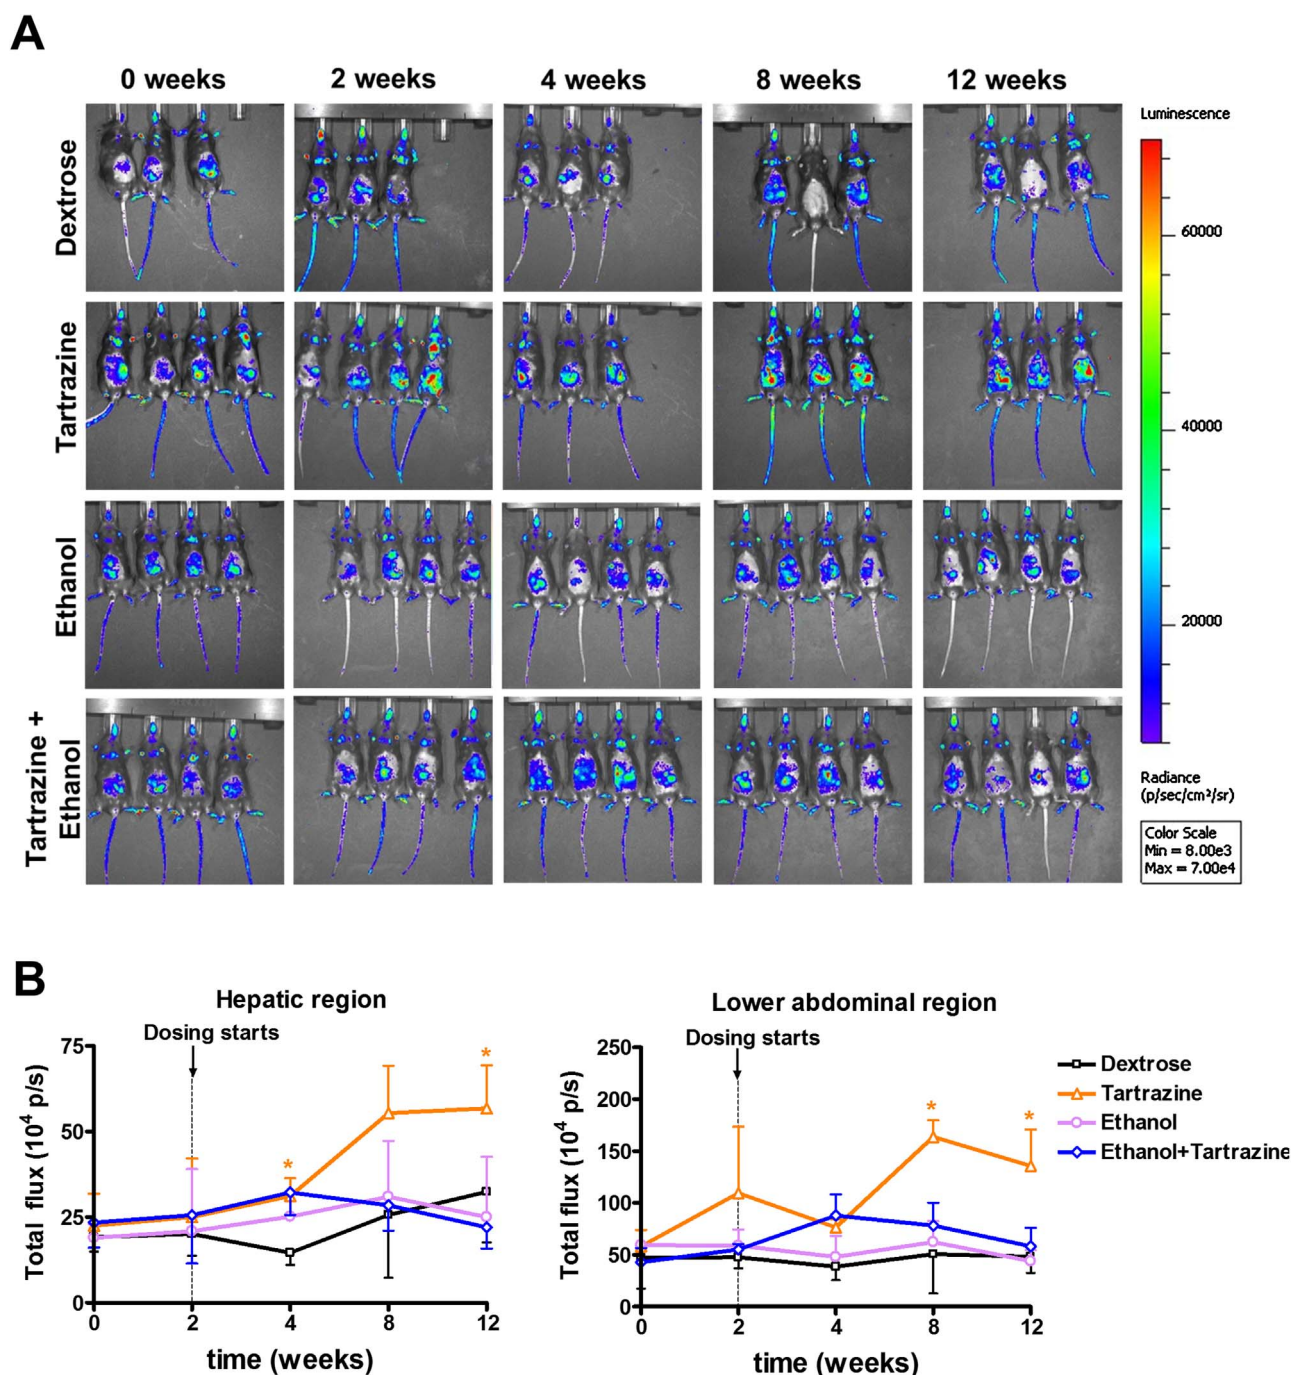 A
0 weeks
2 weeks
4 weeks
8 weeks
12 weeks
Dextrose
Tartrazine
Ethanol
Tartrazine +
Ethanol
Luminescence
60000
40000
20000
Radiance
(p/sec/cm²/sr)
Color Scale
Min = 8.00e3
Max = 7.00e4
B
Hepatic region
Dosing starts
75
50
25
0
Total flux (10⁴ p/s)
*
*
0 2 4 8 12
time (weeks)
Lower abdominal region
Dosing starts
250
200
150
100
50
0
Total flux (10⁴ p/s)
*
*
0 2 4 8 12
time (weeks)
Dextrose
Tartrazine
Ethanol
Ethanol+Tartrazine